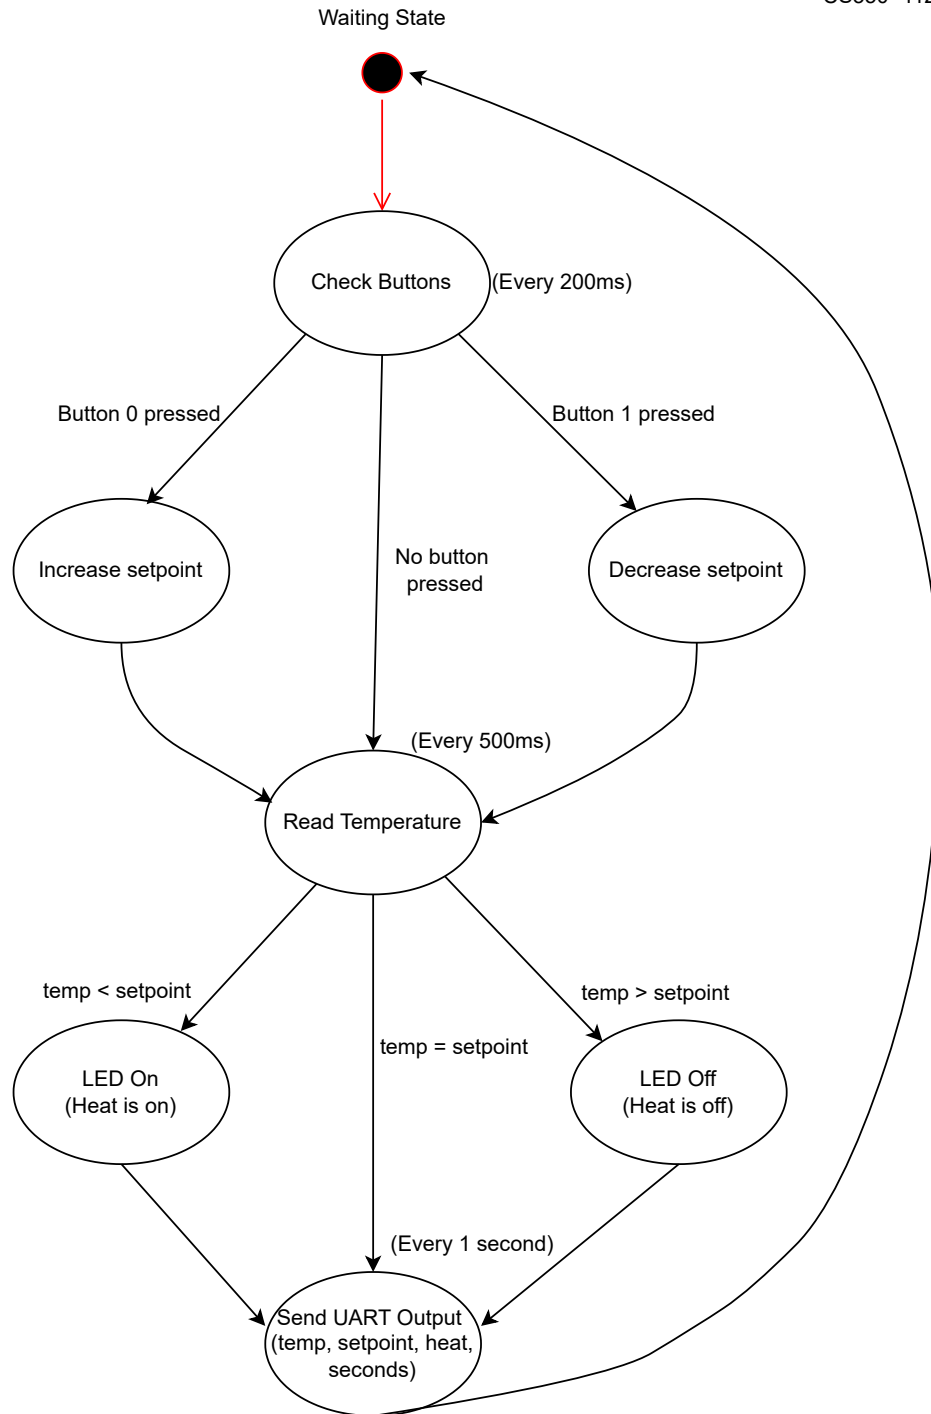 Waiting State
Check Buttons
(Every 200ms)
Button 0 pressed
Button 1 pressed
No button
pressed
Increase setpoint
Decrease setpoint
(Every 500ms)
Read Temperature
temp < setpoint
temp > setpoint
temp = setpoint
LED On
(Heat is on)
LED Off
(Heat is off)
(Every 1 second)
Send UART Output
(temp, setpoint, heat,
seconds)